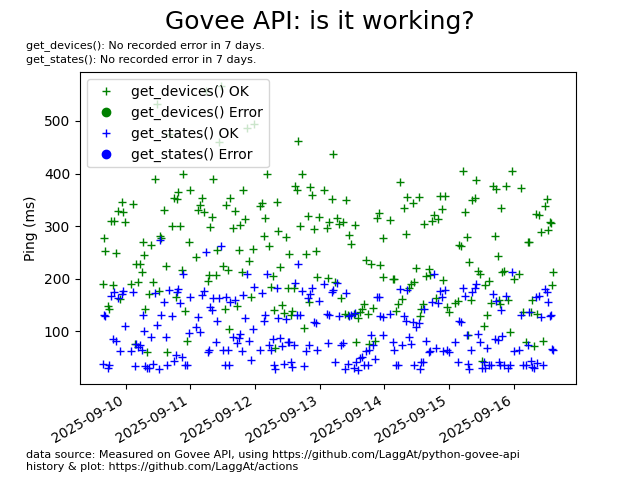 Govee API: is it working?
get_devices(): No recorded error in 7 days.
get_states(): No recorded error in 7 days.
get_devices() OK
get_devices() Error
get_states() OK
get_states() Error
Ping (ms)
500
400
300
200
100
2025-09-10
2025-09-11
2025-09-12
2025-09-13
2025-09-14
2025-09-15
2025-09-16
data source: Measured on Govee API, using https://github.com/LaggAt/python-govee-api
history & plot: https://github.com/LaggAt/actions